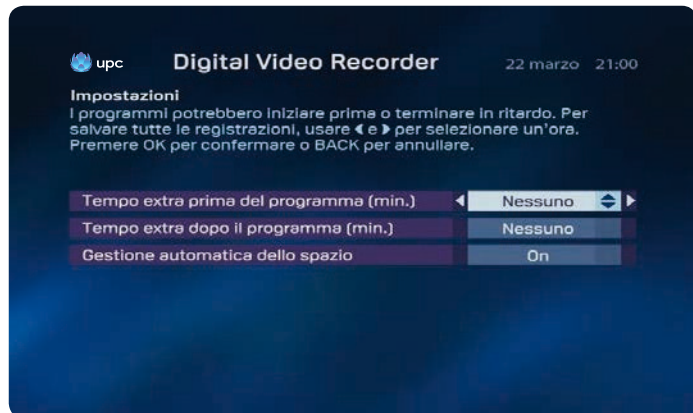 upc Digital Video Recorder 22 marzo 21:00
Impostazioni
I programmi potrebbero iniziare prima o terminare in ritardo. Per
salvare tutte le registrazioni, usare ◀ e ▶ per selezionare un'ora.
Premere OK per confermare o BACK per annullare.
Tempo extra prima del programma (min.) Nessuno
Tempo extra dopo il programma (min.) Nessuno
Gestione automatica dello spazio On